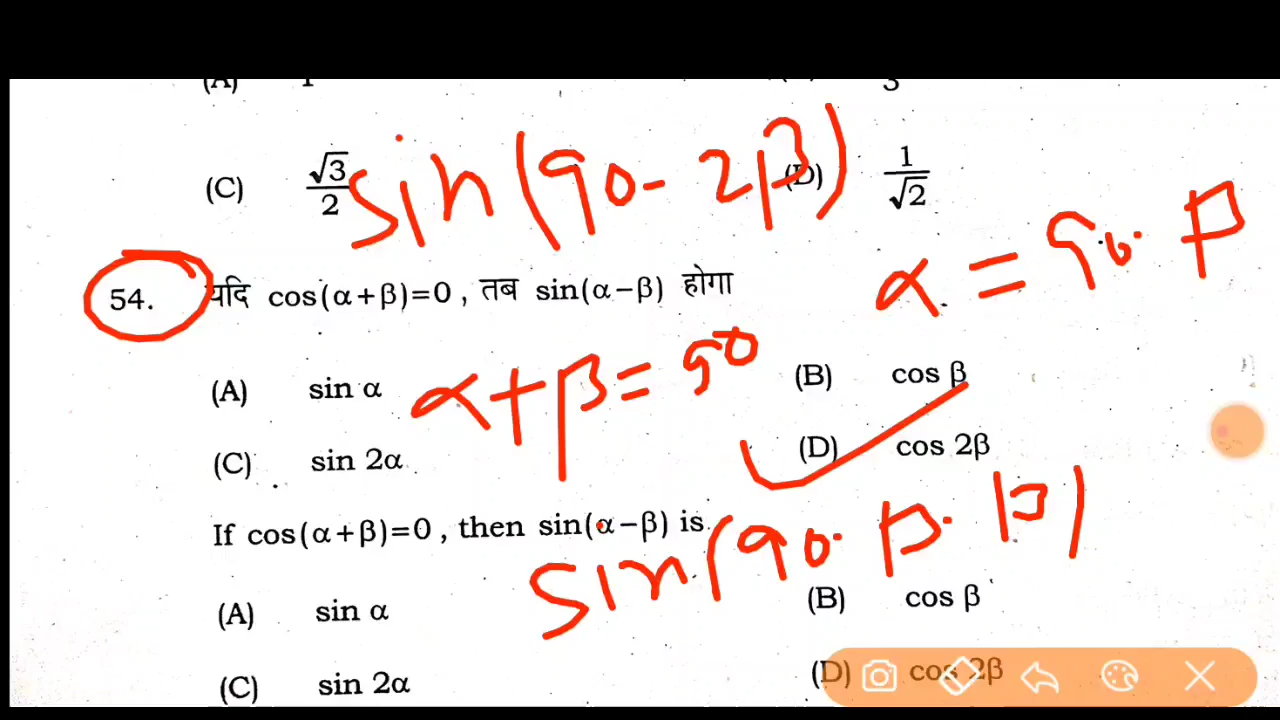 (C) √3/2 (D) 1/√2
sin(90-2β)
α = 90-β
54. यदि cos(α+β)=0, तब sin(α−β) होगा
α+β=90
(A) sin α (B) cos β
(C) sin 2α (D) cos 2β
If cos(α+β)=0, then sin(α−β) is
sin(90-β-β)
(A) sin α (B) cos β
(C) sin 2α (D) cos 2β